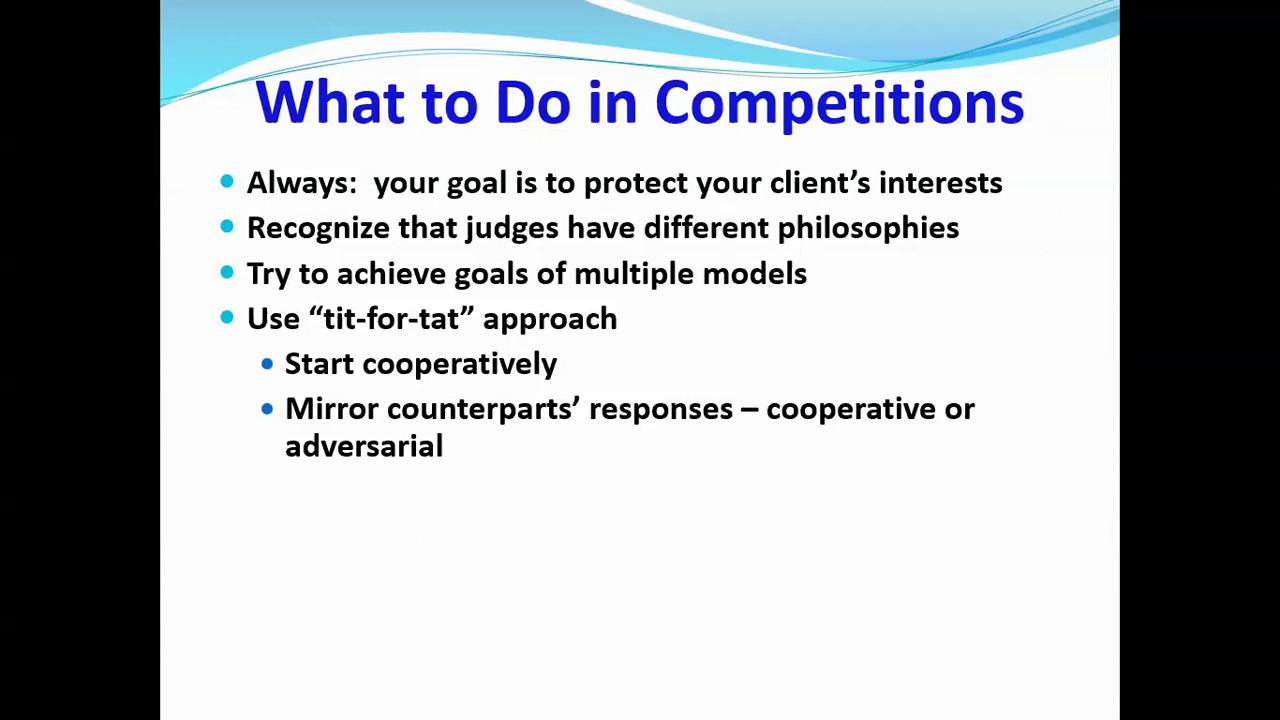 What to Do in Competitions
• Always:  your goal is to protect your client’s interests
• Recognize that judges have different philosophies
• Try to achieve goals of multiple models
• Use “tit-for-tat” approach
• Start cooperatively
• Mirror counterparts’ responses – cooperative or
adversarial